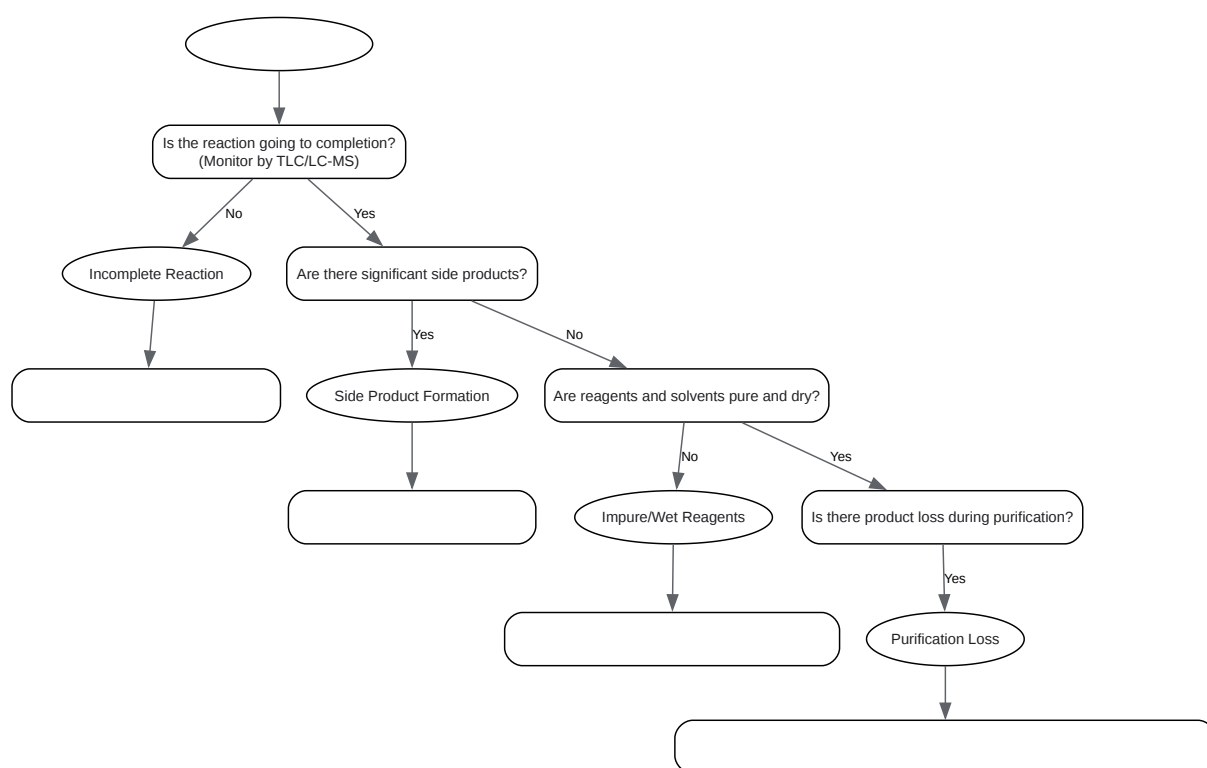 Is the reaction going to completion?
(Monitor by TLC/LC-MS)
No
Yes
Incomplete Reaction
Are there significant side products?
Yes
No
Side Product Formation
Are reagents and solvents pure and dry?
No
Yes
Impure/Wet Reagents
Is there product loss during purification?
Yes
Purification Loss